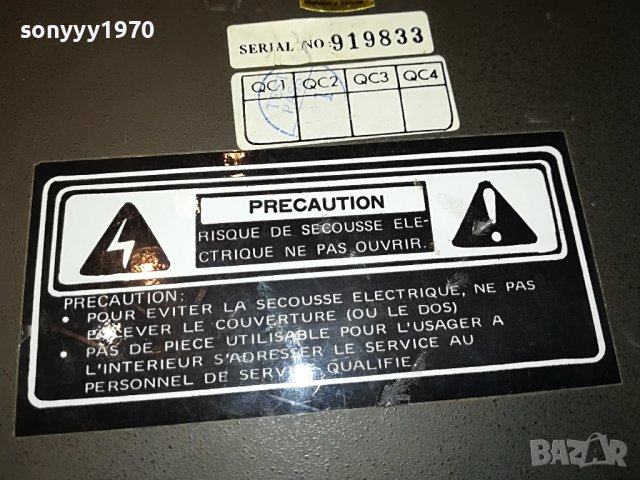 sonyyy1970
SERIAL NO 919833
QC1 QC2 QC3 QC4
PRECAUTION
RISQUE DE SECOUSSE ELE-
CTRIQUE NE PAS OUVRIR.
PRECAUTION:
• POUR EVITER LA SECOUSSE ELECTRIQUE, NE PAS
ENLEVER LE COUVERTURE (OU LE DOS)
• PAS DE PIECE UTILISABLE POUR L'USAGER A
L'INTERIEUR S'ADRESSER LE SERVICE AU
PERSONNEL DE SERVICE QUALIFIE.
BAZAR